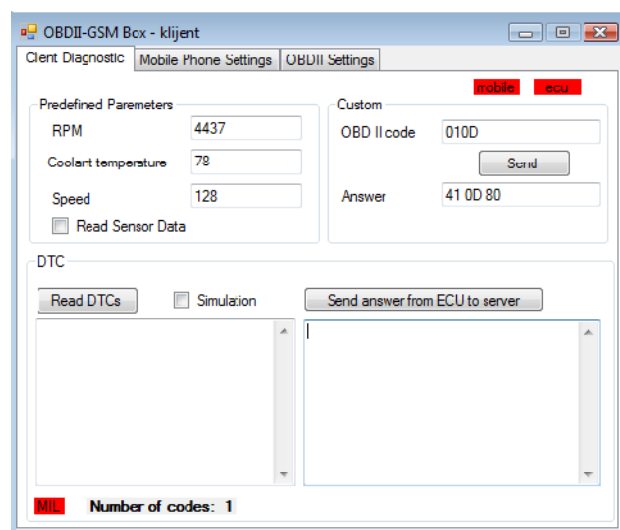 OBDII-GSM Box - klijent
Client Diagnostic Mobile Phone Settings OBDII Settings
mobile ecu
Predefined Paremeters Custom
RPM 4437 OBD II code 010D
Coolant temperature 78 Send
Speed 128 Answer 41 0D 80
Read Sensor Data
DTC
Read DTCs Simulation Send answer from ECU to server
MIL Number of codes: 1